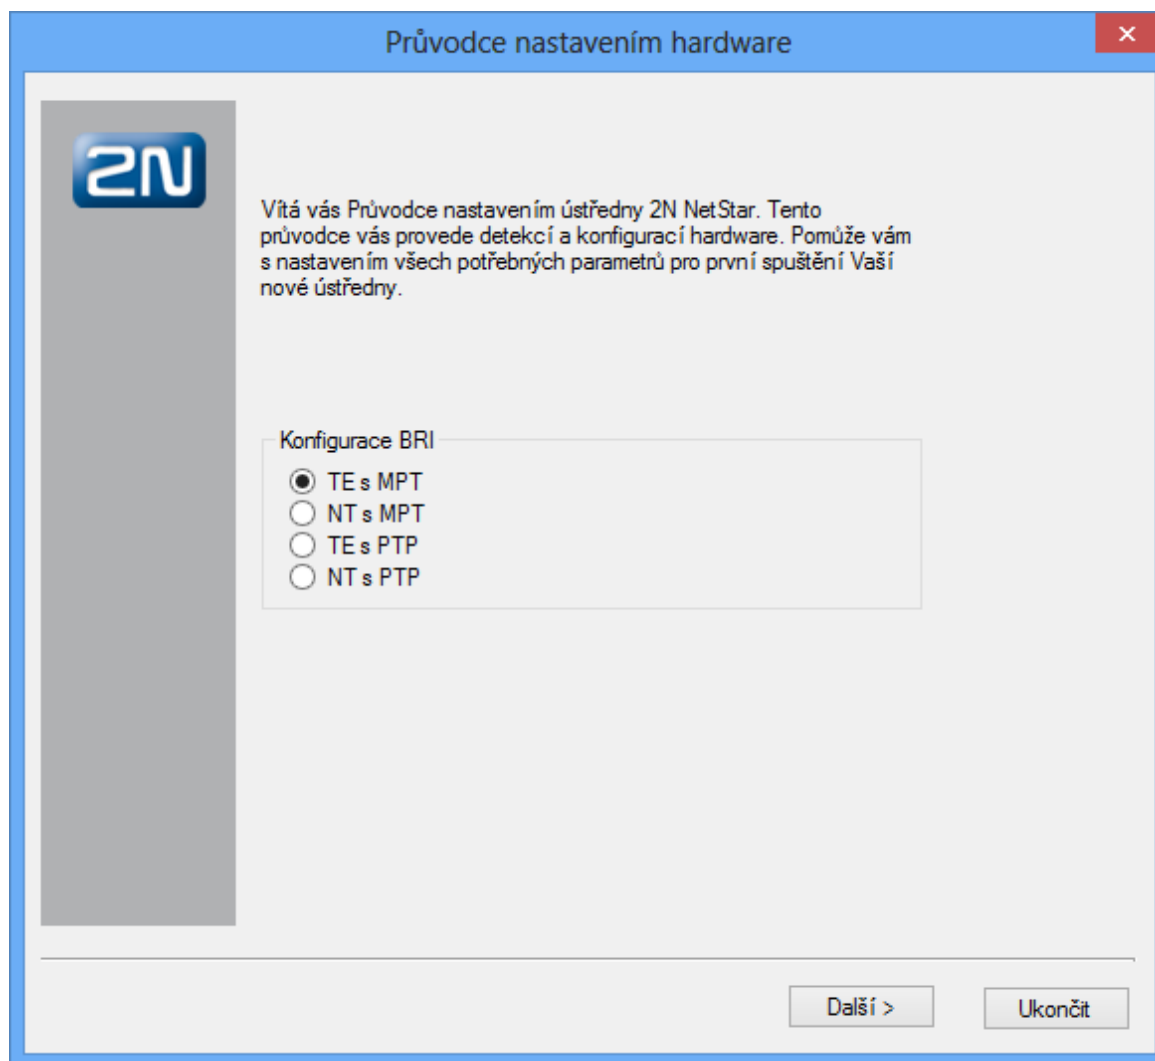 Průvodce nastavením hardware
2N
Vítá vás Průvodce nastavením ústředny 2N NetStar. Tento
průvodce vás provede detekcí a konfigurací hardware. Pomůže vám
s nastavením všech potřebných parametrů pro první spuštění Vaší
nové ústředny.
Konfigurace BRI
TE s MPT
NT s MPT
TE s PTP
NT s PTP
Další >
Ukončit